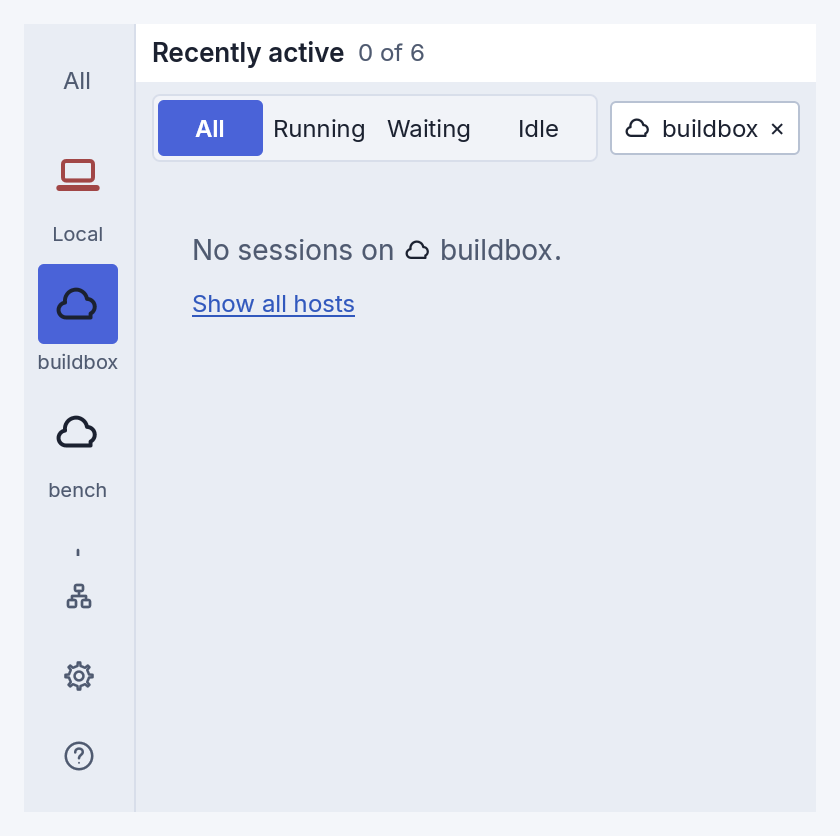 Recently active 0 of 6
All
Local
buildbox
bench
All Running Waiting Idle
buildbox ×
No sessions on buildbox.
Show all hosts